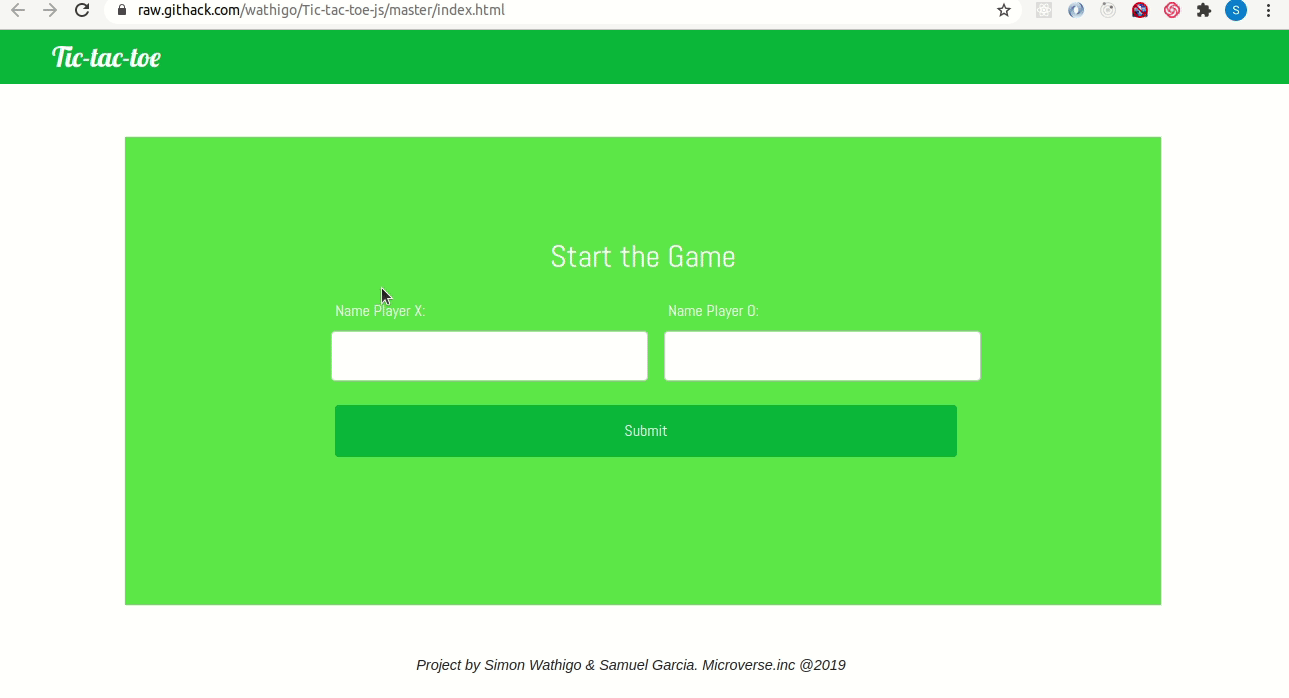 raw.githack.com/wathigo/Tic-tac-toe-js/master/index.html
S
Tic-tac-toe
Start the Game
Name Player X:
Name Player O:
Submit
Project by Simon Wathigo & Samuel Garcia. Microverse.inc @2019